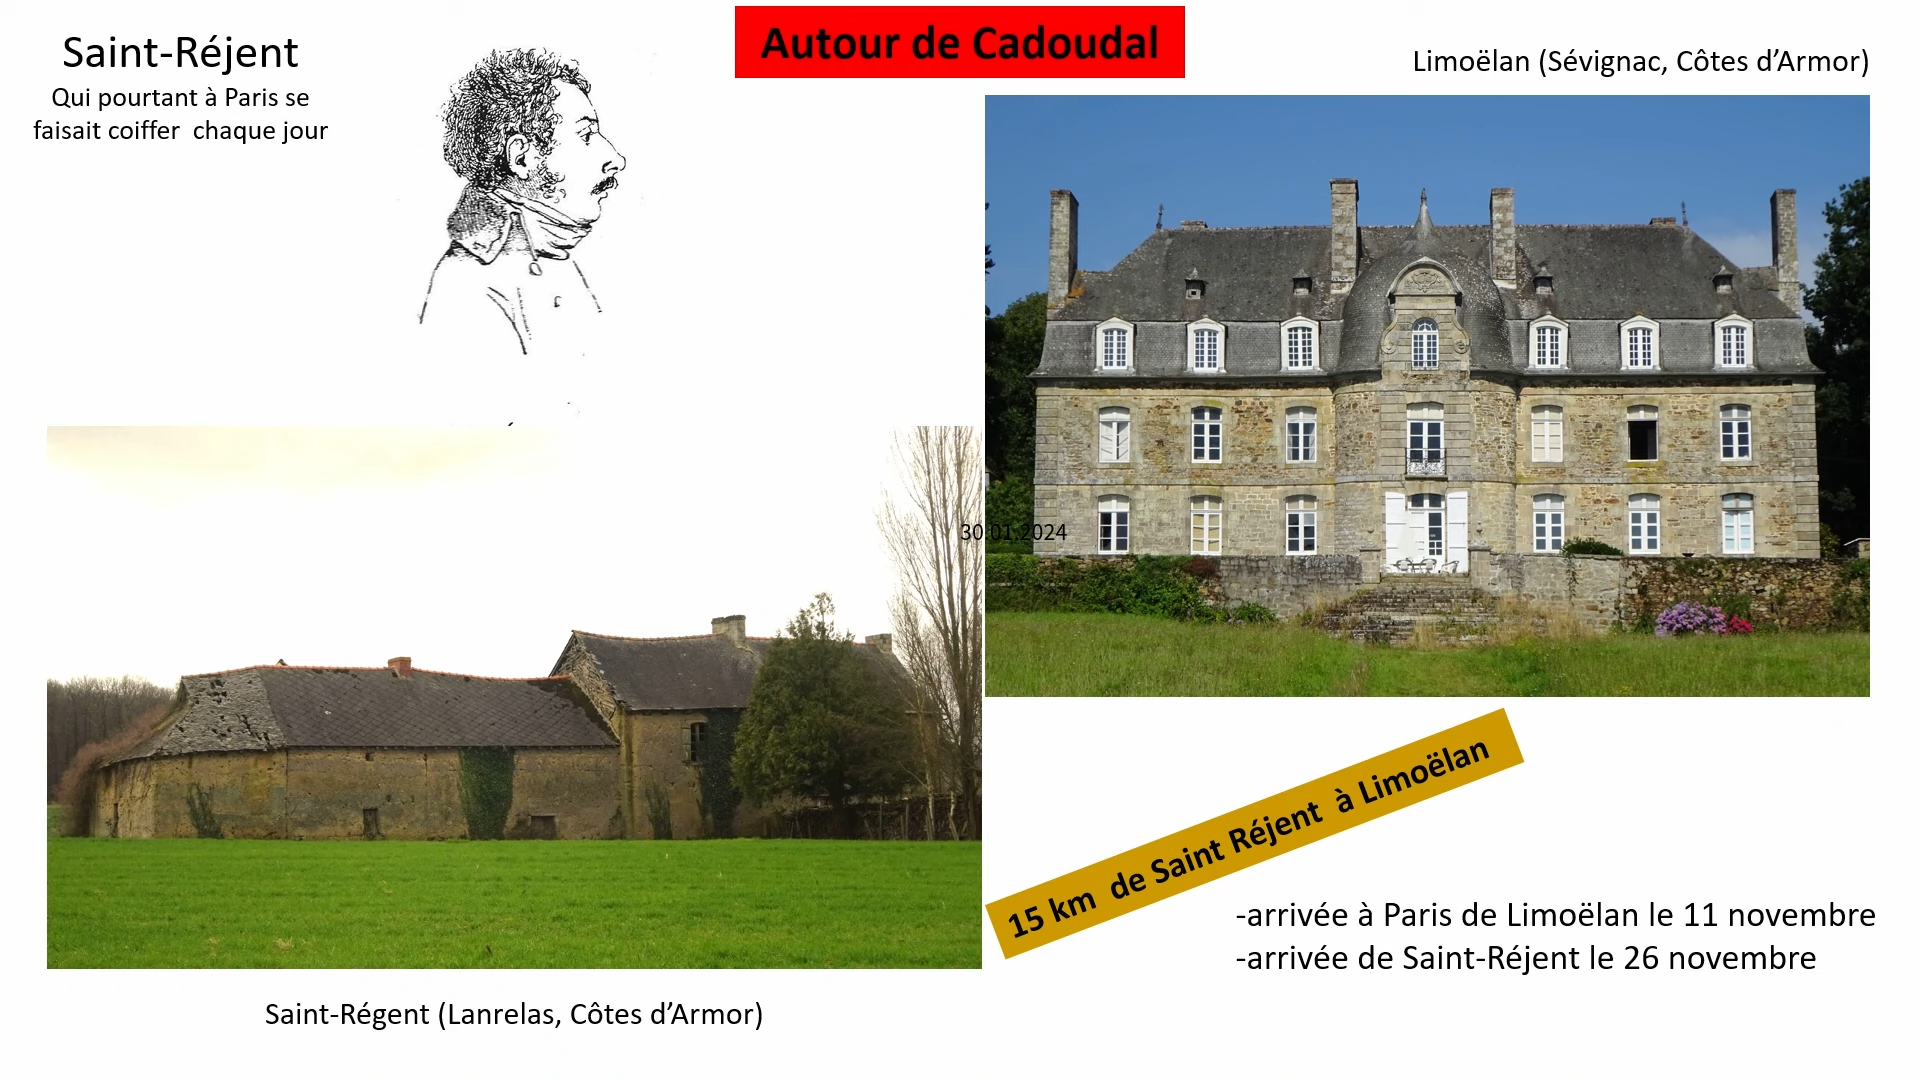 Autour de Cadoudal
Saint-Réjent
Qui pourtant à Paris se
faisait coiffer  chaque jour
Limoëlan (Sévignac, Côtes d’Armor)
30.01.2024
15 km  de Saint Réjent  à Limoëlan
-arrivée à Paris de Limoëlan le 11 novembre
-arrivée de Saint-Réjent le 26 novembre
Saint-Régent (Lanrelas, Côtes d’Armor)